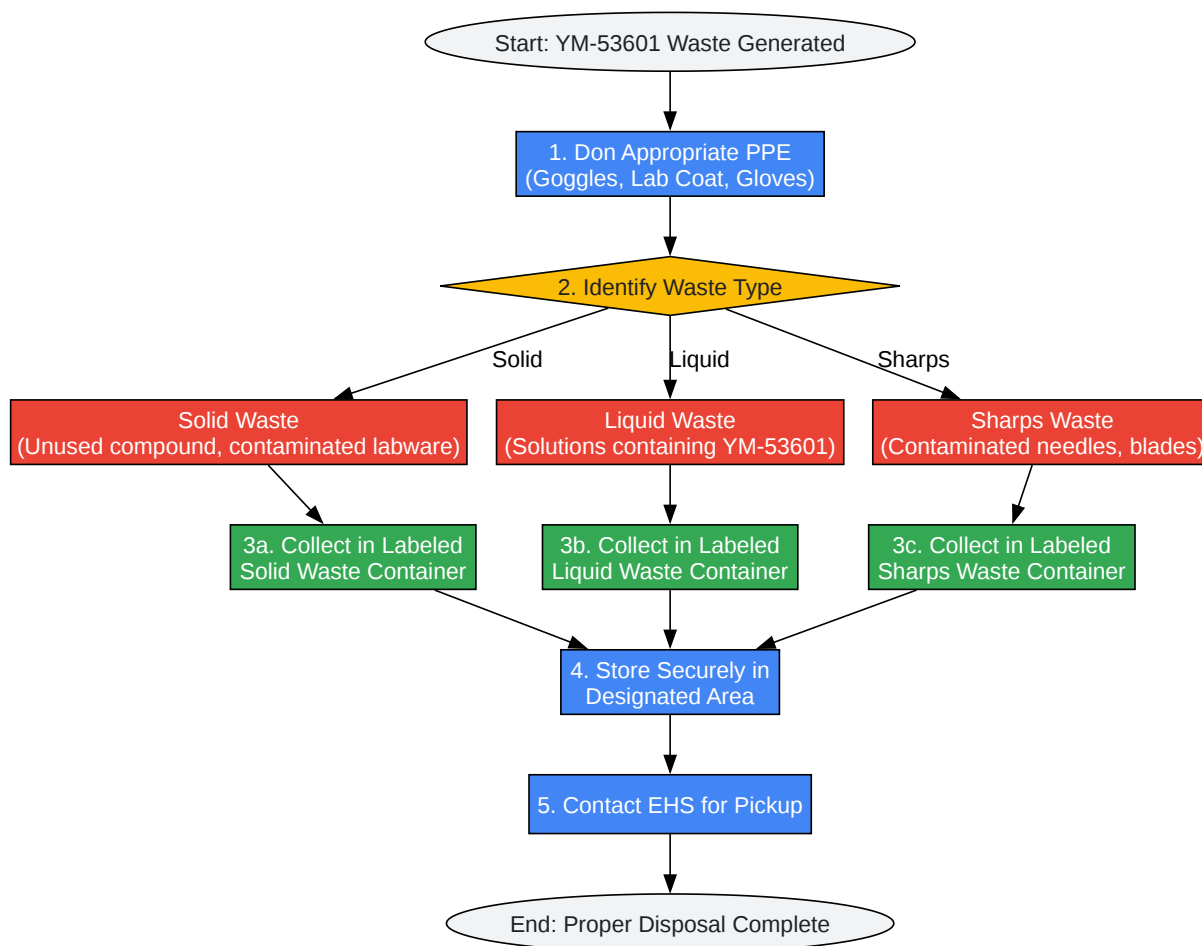 Start: YM-53601 Waste Generated
1. Don Appropriate PPE
(Goggles, Lab Coat, Gloves)
2. Identify Waste Type
Solid
Liquid
Sharps
Solid Waste
(Unused compound, contaminated labware)
Liquid Waste
(Solutions containing YM-53601)
Sharps Waste
(Contaminated needles, blades)
3a. Collect in Labeled
Solid Waste Container
3b. Collect in Labeled
Liquid Waste Container
3c. Collect in Labeled
Sharps Waste Container
4. Store Securely in
Designated Area
5. Contact EHS for Pickup
End: Proper Disposal Complete